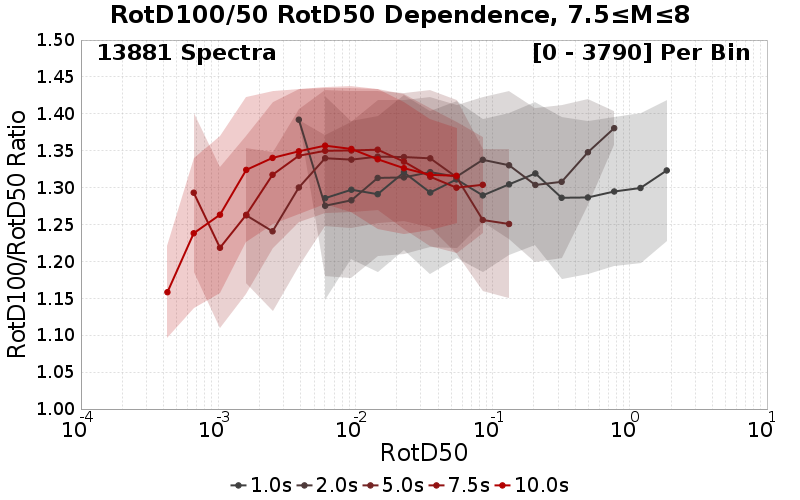 RotD100/50 RotD50 Dependence, 7.5≤M≤8
13881 Spectra
[0 - 3790] Per Bin
RotD100/RotD50 Ratio
1.50
1.45
1.40
1.35
1.30
1.25
1.20
1.15
1.10
1.05
1.00
10^-4 10^-3 10^-2 10^-1 10^0 10^1
RotD50
1.0s 2.0s 5.0s 7.5s 10.0s